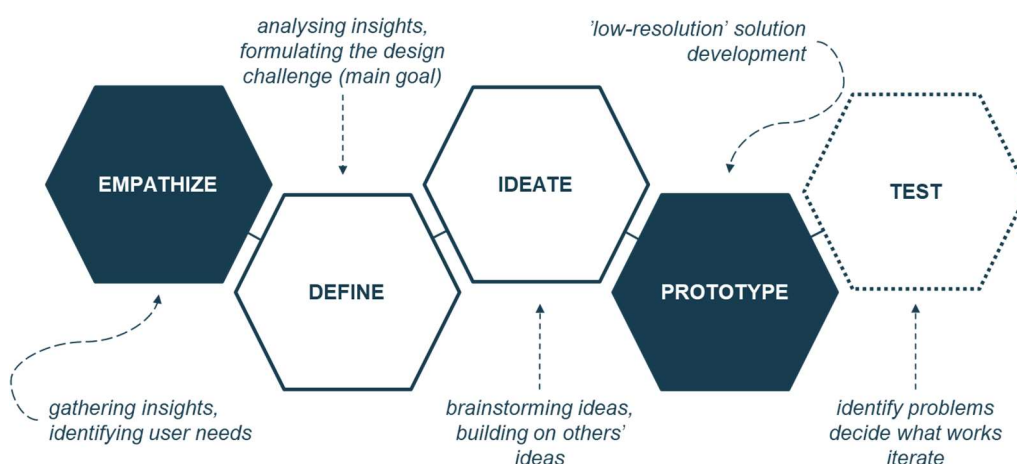 analysing insights,
formulating the design
challenge (main goal)
’low-resolution’ solution
development
EMPATHIZE
IDEATE
TEST
DEFINE
PROTOTYPE
gathering insights,
identifying user needs
brainstorming ideas,
building on others’
ideas
identify problems
decide what works
iterate